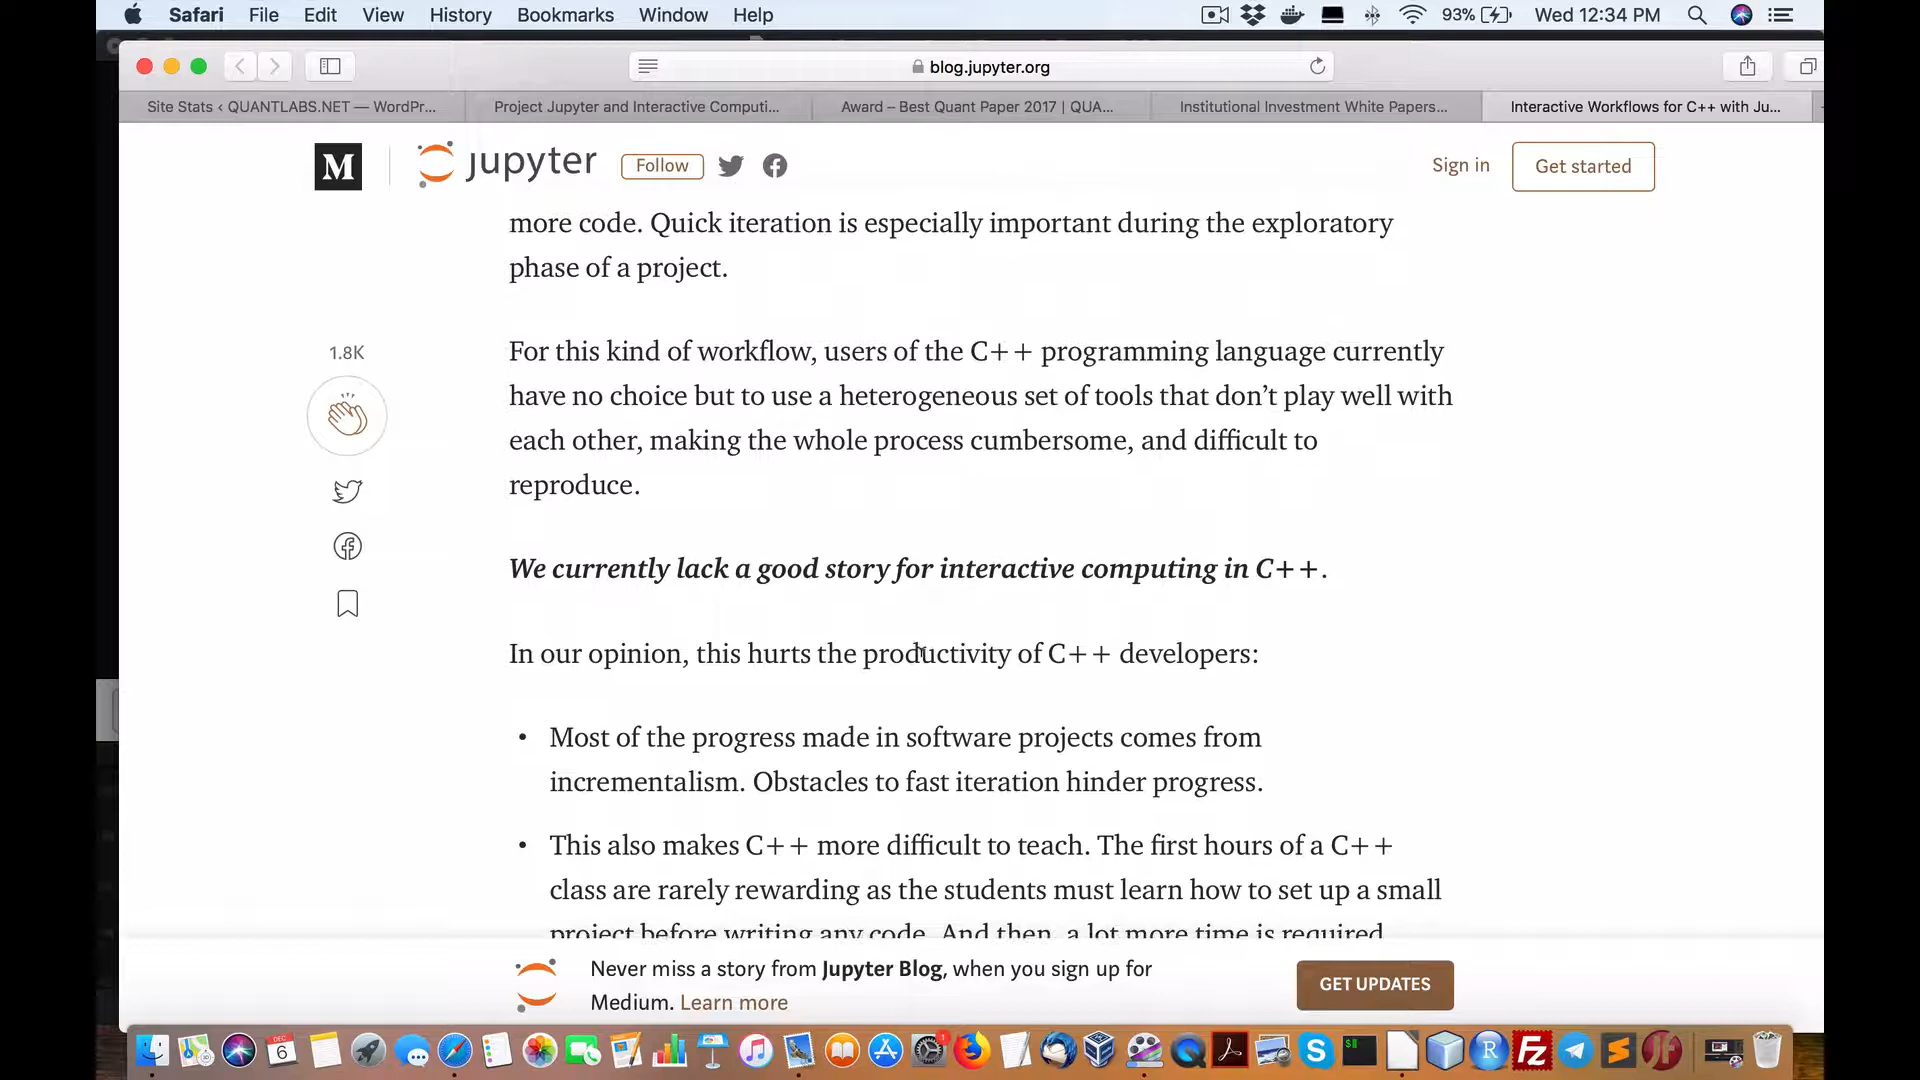 Safari File Edit View History Bookmarks Window Help 93% Wed 12:34 PM
blog.jupyter.org
Site Stats ‹ QUANTLABS.NET — WordPr... Project Jupyter and Interactive Computi... Award – Best Quant Paper 2017 | QUA... Institutional Investment White Papers... Interactive Workflows for C++ with Ju...
M jupyter Follow Sign in Get started
more code. Quick iteration is especially important during the exploratory
phase of a project.
1.8K
For this kind of workflow, users of the C++ programming language currently
have no choice but to use a heterogeneous set of tools that don’t play well with
each other, making the whole process cumbersome, and difficult to
reproduce.
We currently lack a good story for interactive computing in C++.
In our opinion, this hurts the productivity of C++ developers:
• Most of the progress made in software projects comes from
incrementalism. Obstacles to fast iteration hinder progress.
• This also makes C++ more difficult to teach. The first hours of a C++
class are rarely rewarding as the students must learn how to set up a small
project before writing any code. And then, a lot more time is required
Never miss a story from Jupyter Blog, when you sign up for
Medium. Learn more
GET UPDATES
DEC
6
1
S
$
R
Fz
S
JF